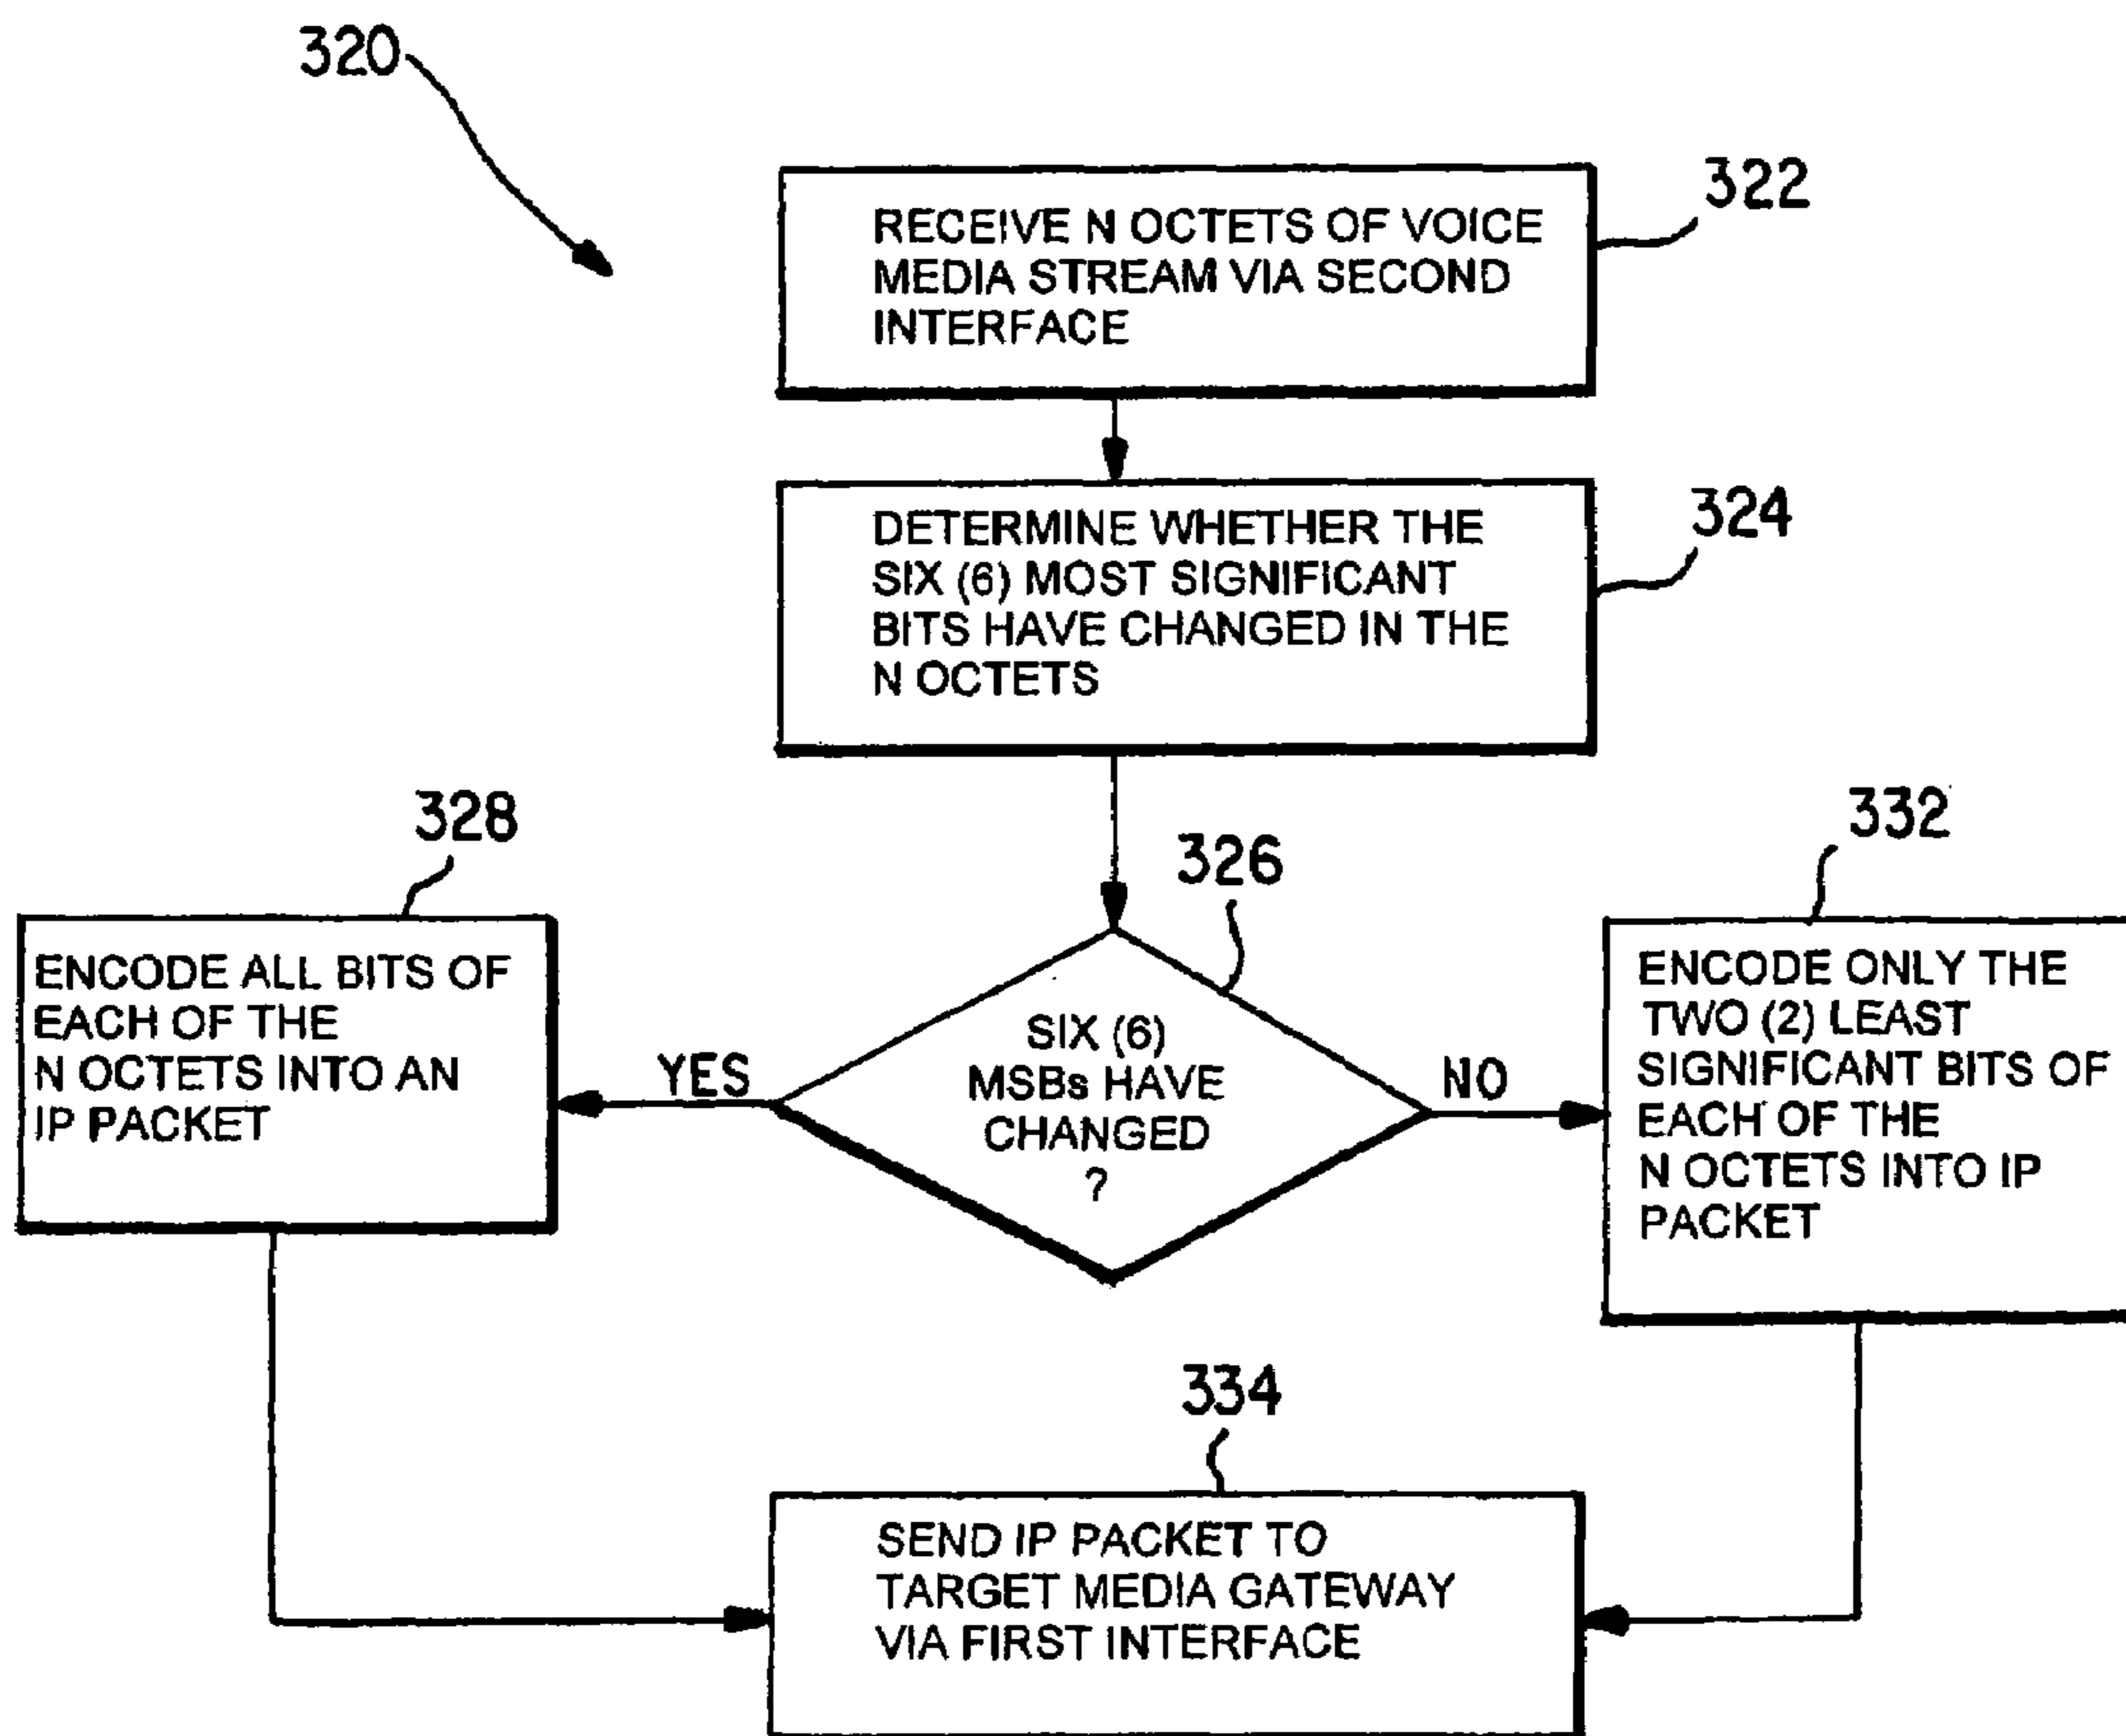 320
322
RECEIVE N OCTETS OF VOICE
MEDIA STREAM VIA SECOND
INTERFACE
324
DETERMINE WHETHER THE
SIX (6) MOST SIGNIFICANT
BITS HAVE CHANGED IN THE
N OCTETS
326
SIX (6)
MSBs HAVE
CHANGED
?
YES
NO
328
ENCODE ALL BITS OF
EACH OF THE
N OCTETS INTO AN
IP PACKET
332
ENCODE ONLY THE
TWO (2) LEAST
SIGNIFICANT BITS OF
EACH OF THE
N OCTETS INTO IP
PACKET
334
SEND IP PACKET TO
TARGET MEDIA GATEWAY
VIA FIRST INTERFACE